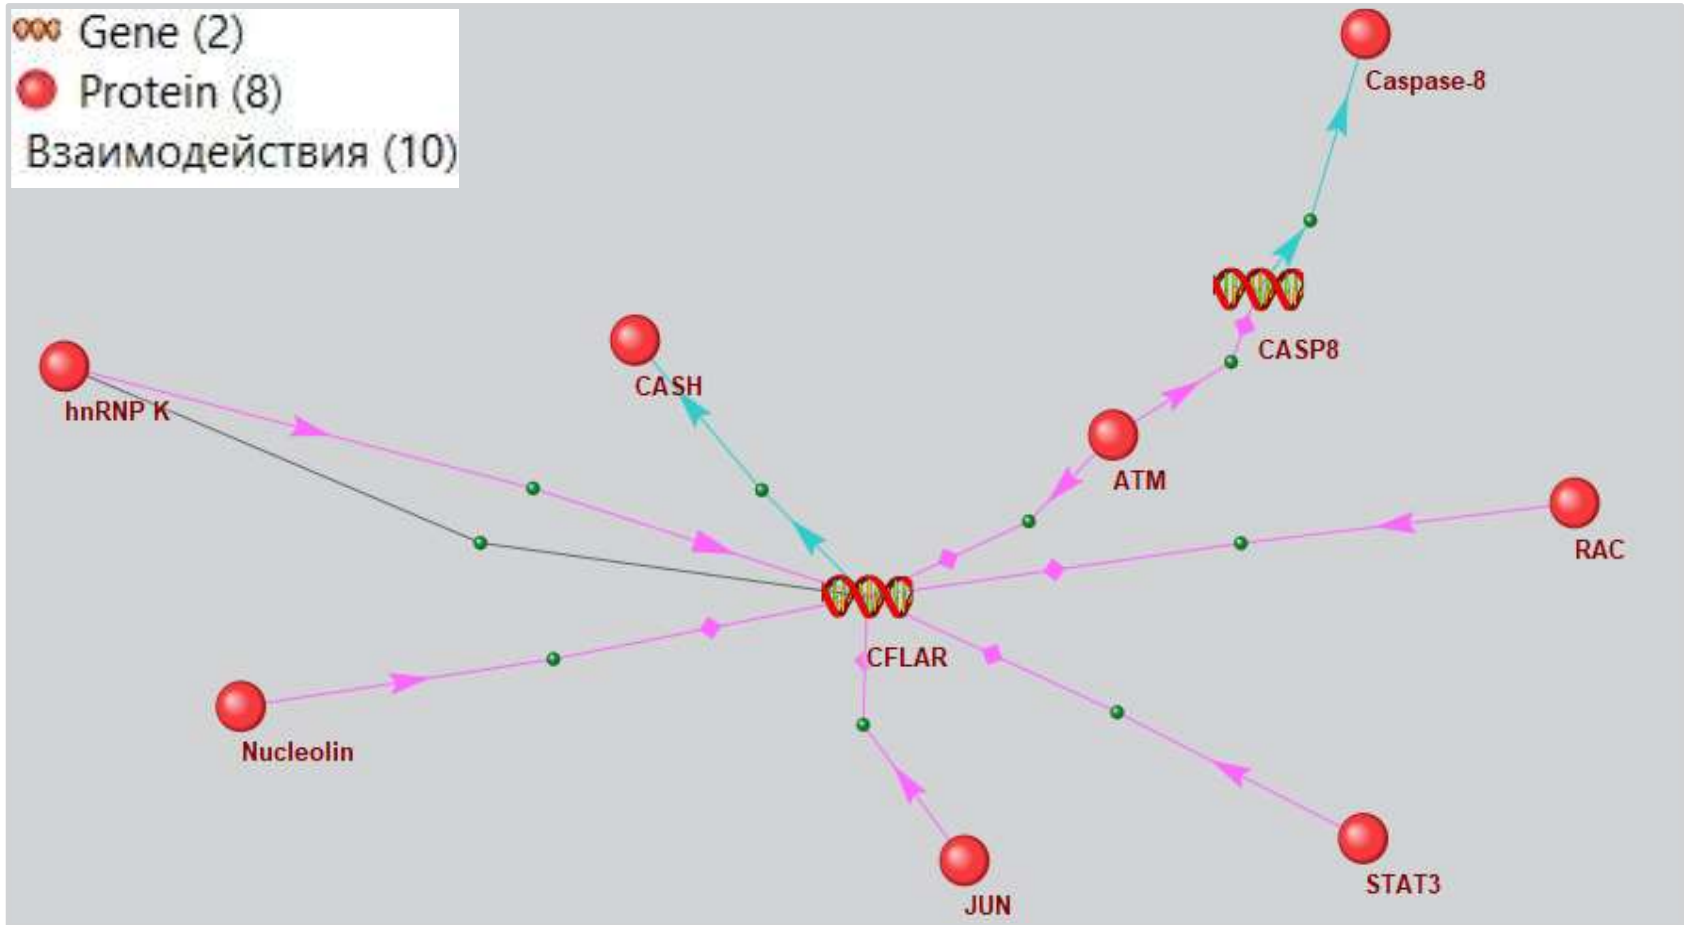 Gene (2)
Protein (8)
Взаимодействия (10)
Caspase-8
CASP8
CASH
hnRNP K
ATM
RAC
CFLAR
Nucleolin
STAT3
JUN